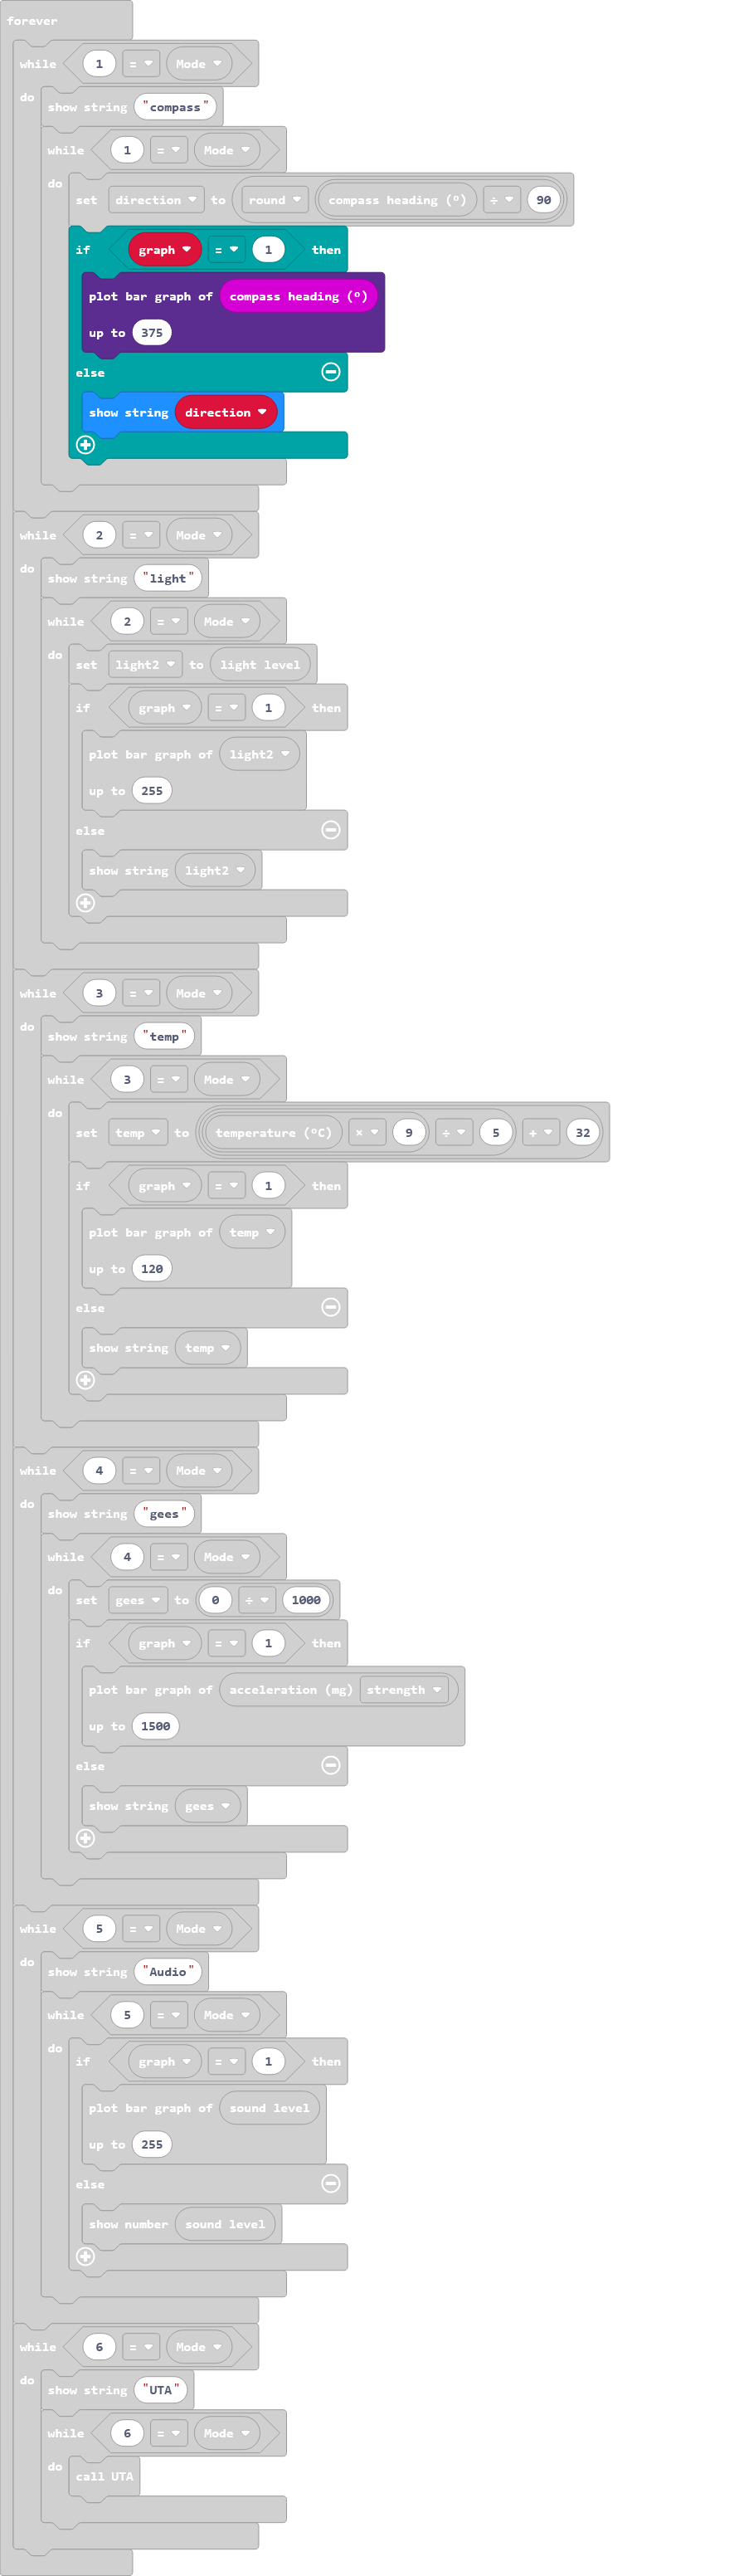 forever
while 1 = Mode
do show string "compass"
while 1 = Mode
do set direction to round compass heading (º) ÷ 90
if graph = 1 then
plot bar graph of compass heading (º)
up to 375
else
show string direction
while 2 = Mode
do show string "light"
while 2 = Mode
do set light2 to light level
if graph = 1 then
plot bar graph of light2
up to 255
else
show string light2
while 3 = Mode
do show string "temp"
while 3 = Mode
do set temp to temperature (ºC) × 9 ÷ 5 + 32
if graph = 1 then
plot bar graph of temp
up to 120
else
show string temp
while 4 = Mode
do show string "gees"
while 4 = Mode
do set gees to 0 ÷ 1000
if graph = 1 then
plot bar graph of acceleration (mg) strength
up to 1500
else
show string gees
while 5 = Mode
do show string "Audio"
while 5 = Mode
do if graph = 1 then
plot bar graph of sound level
up to 255
else
show number sound level
while 6 = Mode
do show string "UTA"
while 6 = Mode
do call UTA